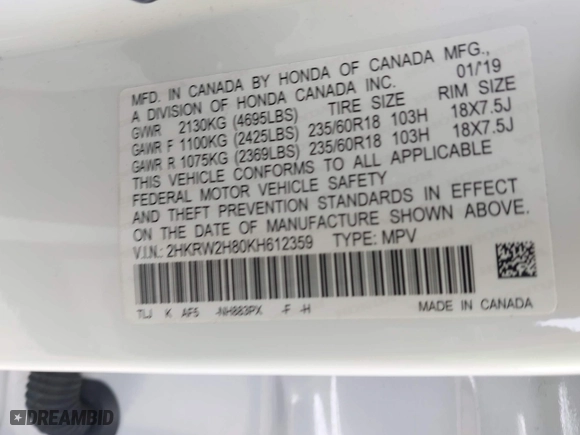 MFD. IN CANADA BY HONDA OF CANADA MFG.,
A DIVISION OF HONDA CANADA INC. 01/'19
GVWR 2130KG (4695LBS) TIRE SIZE RIM SIZE
GAWR F 1100KG (2425LBS) 235/60R18 103H 18X7.5J
GAWR R 1075KG (2369LBS) 235/60R18 103H 18X7.5J
THIS VEHICLE CONFORMS TO ALL APPLICABLE
FEDERAL MOTOR VEHICLE SAFETY
AND THEFT PREVENTION STANDARDS IN EFFECT
ON THE DATE OF MANUFACTURE SHOWN ABOVE.
V.I.N.: 2HKRW2H80KH612359 TYPE: MPV
TLJ K AF5 -NH883PX -F -H MADE IN CANADA
DREAMBID